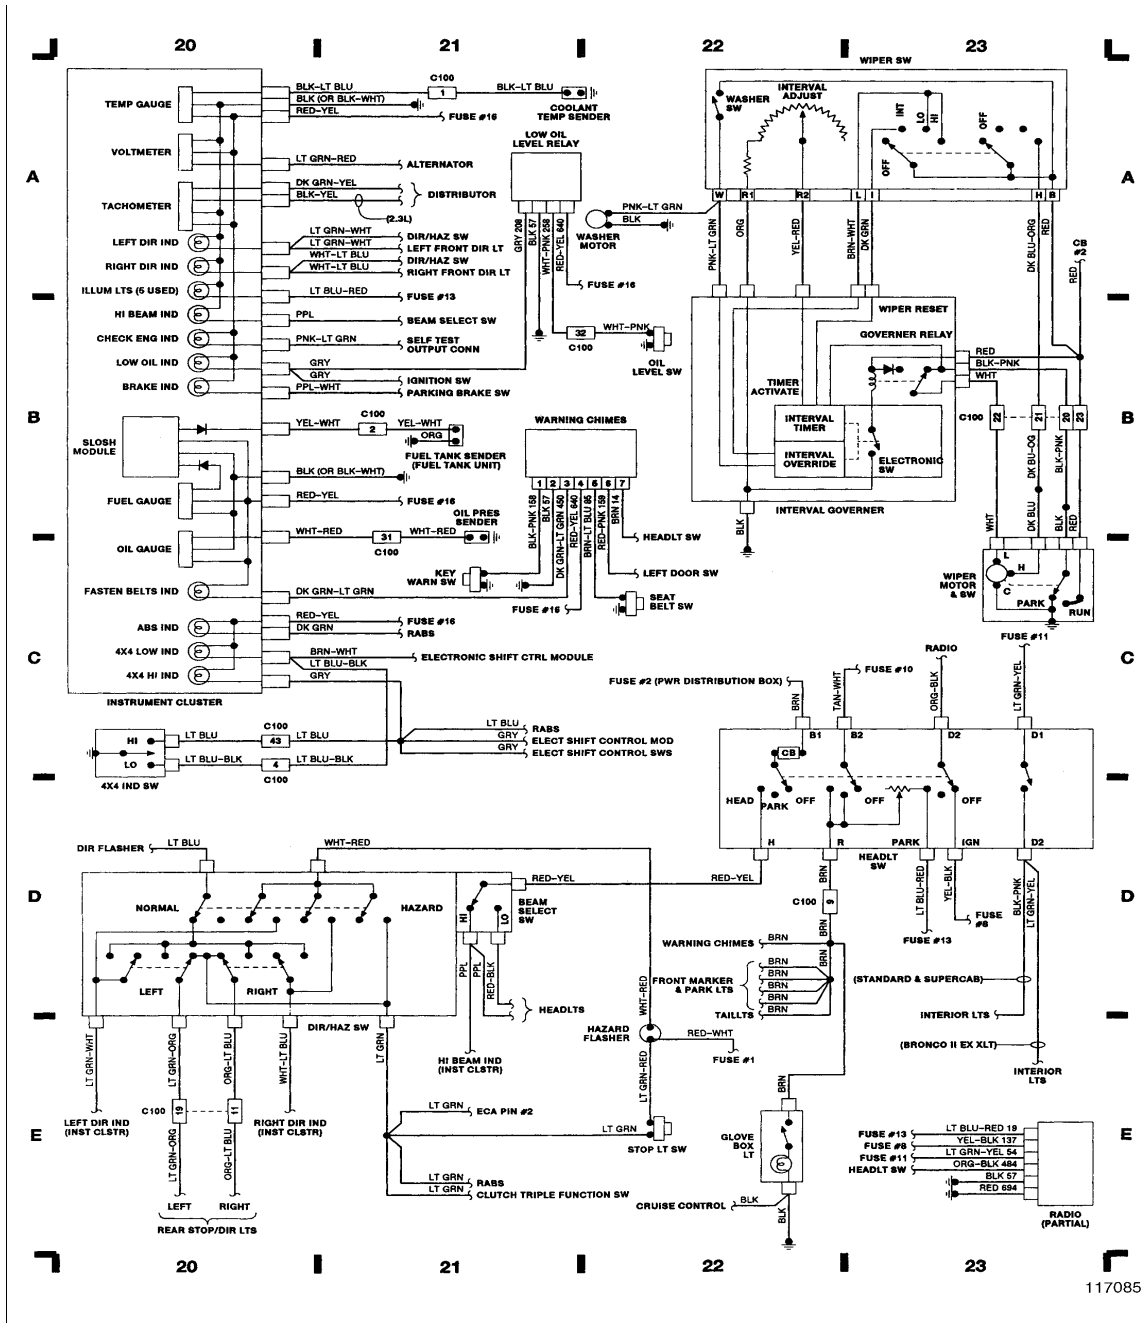 20 21 22 23
WIPER SW
A
A
TEMP GAUGE
BLK-LT BLU
C100
1
BLK-LT BLU
BLK (OR BLK-WHT)
RED-YEL
FUSE #16
COOLANT
TEMP SENDER
VOLTMETER
LT GRN-RED
ALTERNATOR
TACHOMETER
DK GRN-YEL
BLK-YEL
DISTRIBUTOR
(2.3L)
LEFT DIR IND
LT GRN-WHT
DIR/HAZ SW
LT GRN-WHT
LEFT FRONT DIR LT
RIGHT DIR IND
WHT-LT BLU
DIR/HAZ SW
WHT-LT BLU
RIGHT FRONT DIR LT
ILLUM LTS (5 USED)
LT BLU-RED
FUSE #13
HI BEAM IND
PPL
BEAM SELECT SW
CHECK ENG IND
PNK-LT GRN
SELF TEST
OUTPUT CONN
LOW OIL IND
GRY
GRY
IGNITION SW
BRAKE IND
PPL-WHT
PARKING BRAKE SW
LOW OIL
LEVEL RELAY
GRY 208
BLK 57
WHT-PNK 258
RED-YEL 640
FUSE #16
32
C100
WHT-PNK
OIL
LEVEL SW
WASHER
SW
INTERVAL
ADJUST
INT
LO
HI
OFF
OFF
W R1 R2 L I H B
PNK-LT GRN
BLK
WASHER
MOTOR
PNK-LT GRN
ORG
YEL-RED
BRN-WHT
DK GRN
DK BLU-ORG
RED
CB
#2
RED
B
B
WIPER RESET
GOVERNER RELAY
TIMER
ACTIVATE
INTERVAL
TIMER
INTERVAL
OVERRIDE
ELECTRONIC
SW
INTERVAL GOVERNER
BLK
RED
BLK-PNK
WHT
C100
22
21
20
23
DK BU-OG
BLK-PNK
WHT
DK BLU
BLK
RED
WIPER
MOTOR
& SW
L
H
C
PARK
RUN
SLOSH
MODULE
YEL-WHT
C100
2
YEL-WHT
ORG
FUEL TANK SENDER
(FUEL TANK UNIT)
BLK (OR BLK-WHT)
FUEL GAUGE
RED-YEL
FUSE #16
OIL PRES
SENDER
OIL GAUGE
WHT-RED
31
C100
WHT-RED
WARNING CHIMES
1 2 3 4 5 6 7
BLK-PNK 158
BLK 57
DK GRN-LT GRN 450
RED-YEL 640
BRN-LT BLU 85
RED-PNK 159
BRN 14
HEADLT SW
LEFT DOOR SW
SEAT
BELT SW
KEY
WARN SW
FUSE #16
FASTEN BELTS IND
DK GRN-LT GRN
C
C
ABS IND
RED-YEL
FUSE #16
DK GRN
RABS
4X4 LOW IND
BRN-WHT
ELECTRONIC SHIFT CTRL MODULE
LT BLU-BLK
4X4 HI IND
GRY
INSTRUMENT CLUSTER
HI
LO
LT BLU
C100
43
LT BLU
LT BLU-BLK
4
C100
LT BLU-BLK
4X4 IND SW
LT BLU
RABS
GRY
ELECT SHIFT CONTROL MOD
GRY
ELECT SHIFT CONTROL SWS
FUSE #2 (PWR DISTRIBUTION BOX)
BRN
FUSE #10
TAN-WHT
RADIO
ORG-BLK
FUSE #11
LT GRN-YEL
B1 B2 D2 D1
CB
HEAD
PARK
OFF
OFF
OFF
H R PARK IGN D2
HEADLT
SW
D
D
DIR FLASHER
LT BLU
WHT-RED
NORMAL
HAZARD
LEFT
RIGHT
DIR/HAZ SW
HI
LO
BEAM
SELECT
SW
RED-YEL
RED-YEL
PPL
PPL
RED-BLK
HEADLTS
HI BEAM IND
(INST CLSTR)
BRN
C100
9
BRN
LT BLU-RED
FUSE #13
YEL-BLK
FUSE
#8
BLK-PNK
LT GRN-YEL
WARNING CHIMES
BRN
BRN
FRONT MARKER
& PARK LTS
BRN
BRN
BRN
BRN
TAILLTS
BRN
(STANDARD & SUPERCAB)
INTERIOR LTS
(BRONCO II EX XLT)
INTERIOR
LTS
WHT-RED
HAZARD
FLASHER
RED-WHT
FUSE #1
LT GRN-RED
E
E
LT GRN-WHT
LT GRN-ORG
ORG-LT BLU
WHT-LT BLU
LT GRN
LEFT DIR IND
(INST CLSTR)
C100
19
11
RIGHT DIR IND
(INST CLSTR)
LT GRN-ORG
ORG-LT BLU
LEFT
RIGHT
REAR STOP/DIR LTS
LT GRN
ECA PIN #2
LT GRN
STOP LT SW
LT GRN
RABS
LT GRN
CLUTCH TRIPLE FUNCTION SW
BRN
GLOVE
BOX
LT
CRUISE CONTROL
BLK
BLK
FUSE #13
LT BLU-RED 19
FUSE #8
YEL-BLK 137
FUSE #11
LT GRN-YEL 54
HEADLT SW
ORG-BLK 484
BLK 57
RED 694
RADIO
(PARTIAL)
20 21 22 23
117085